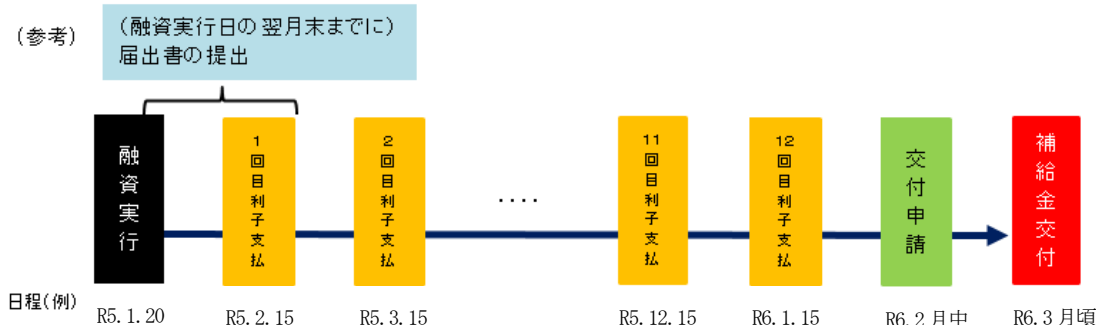 (参考)
(融資実行日の翌月末までに)
届出書の提出
融資実行
1回目利子支払
2回目利子支払
....
11回目利子支払
12回目利子支払
交付申請
補給金交付
日程(例)
R5.1.20
R5.2.15
R5.3.15
R5.12.15
R6.1.15
R6.2月中
R6.3月頃